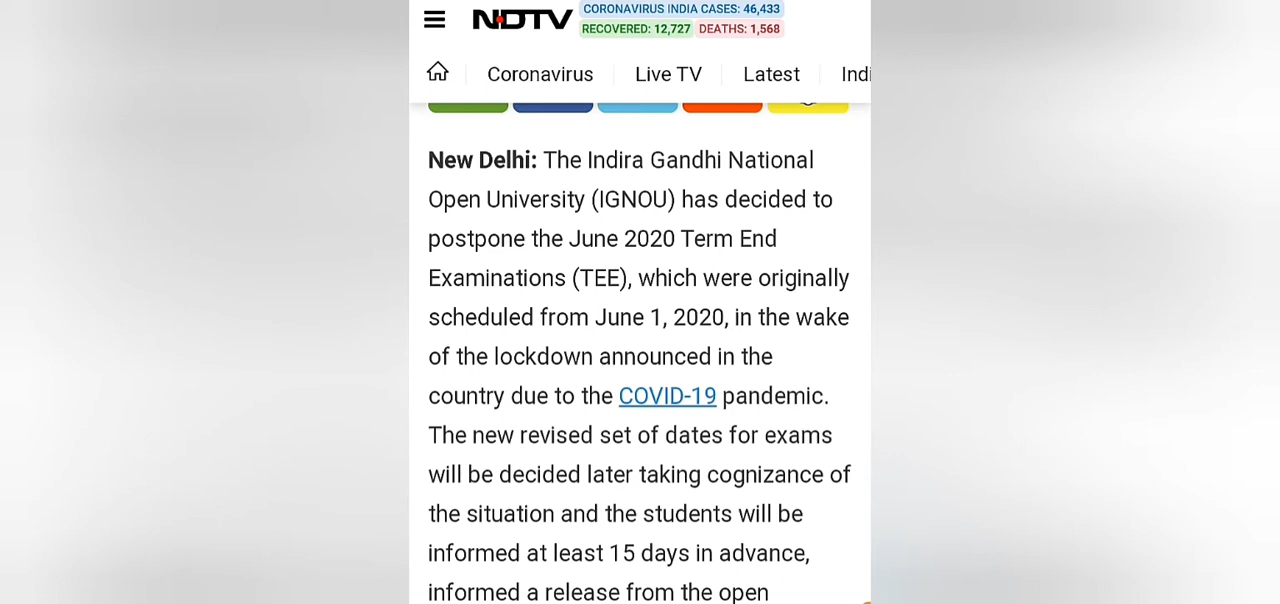 NDTV
CORONAVIRUS INDIA CASES: 46,433
RECOVERED: 12,727 DEATHS: 1,568
Coronavirus Live TV Latest Indi
New Delhi: The Indira Gandhi National
Open University (IGNOU) has decided to
postpone the June 2020 Term End
Examinations (TEE), which were originally
scheduled from June 1, 2020, in the wake
of the lockdown announced in the
country due to the COVID-19 pandemic.
The new revised set of dates for exams
will be decided later taking cognizance of
the situation and the students will be
informed at least 15 days in advance,
informed a release from the open